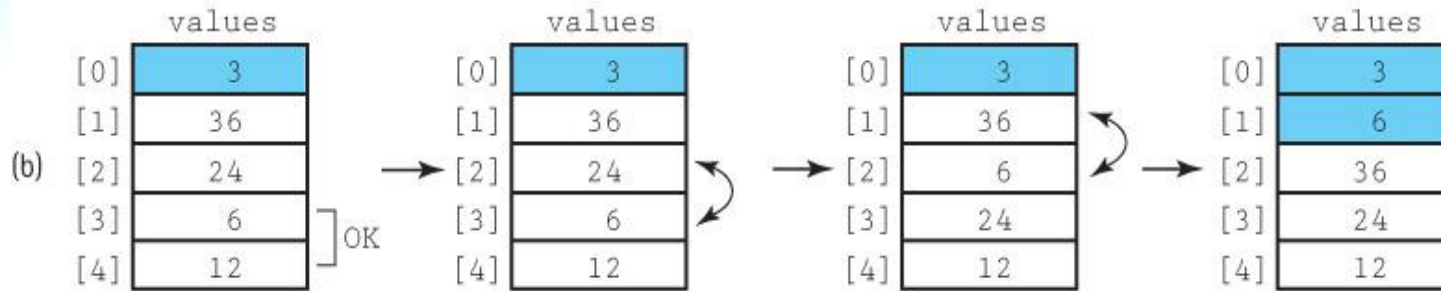 values values values values
[0] 3 [0] 3 [0] 3 [0] 3
[1] 36 [1] 36 [1] 36 [1] 6
(b) [2] 24 [2] 24 [2] 6 [2] 36
[3] 6 OK [3] 6 [3] 24 [3] 24
[4] 12 [4] 12 [4] 12 [4] 12